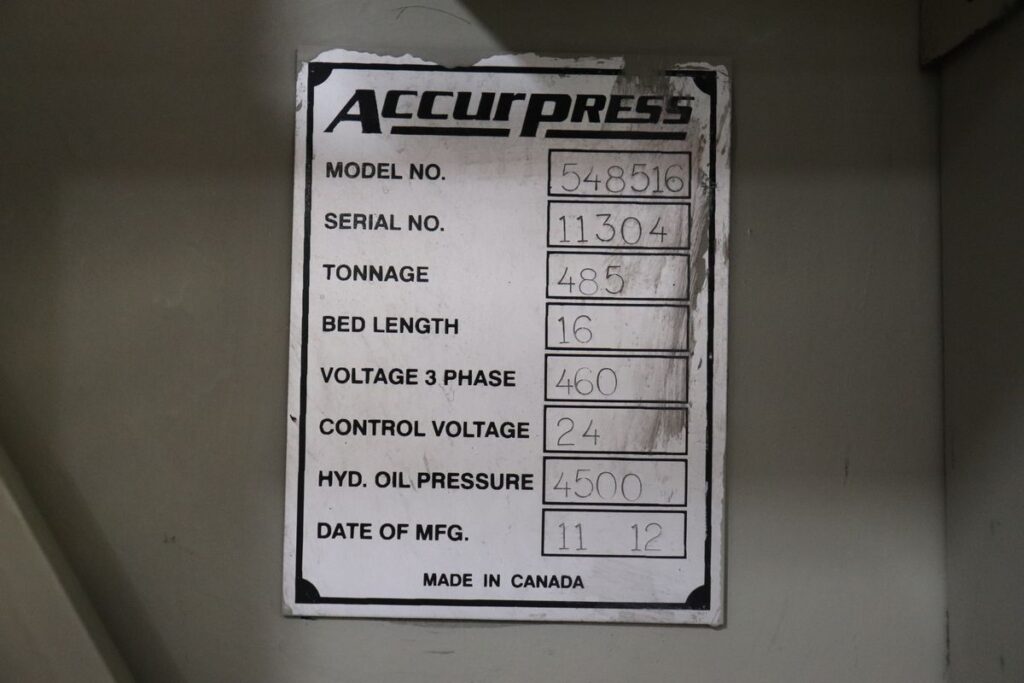 ACCURPRESS
MODEL NO. 548516
SERIAL NO. 11304
TONNAGE 485
BED LENGTH 16
VOLTAGE 3 PHASE 460
CONTROL VOLTAGE 24
HYD. OIL PRESSURE 4500
DATE OF MFG. 11 12
MADE IN CANADA